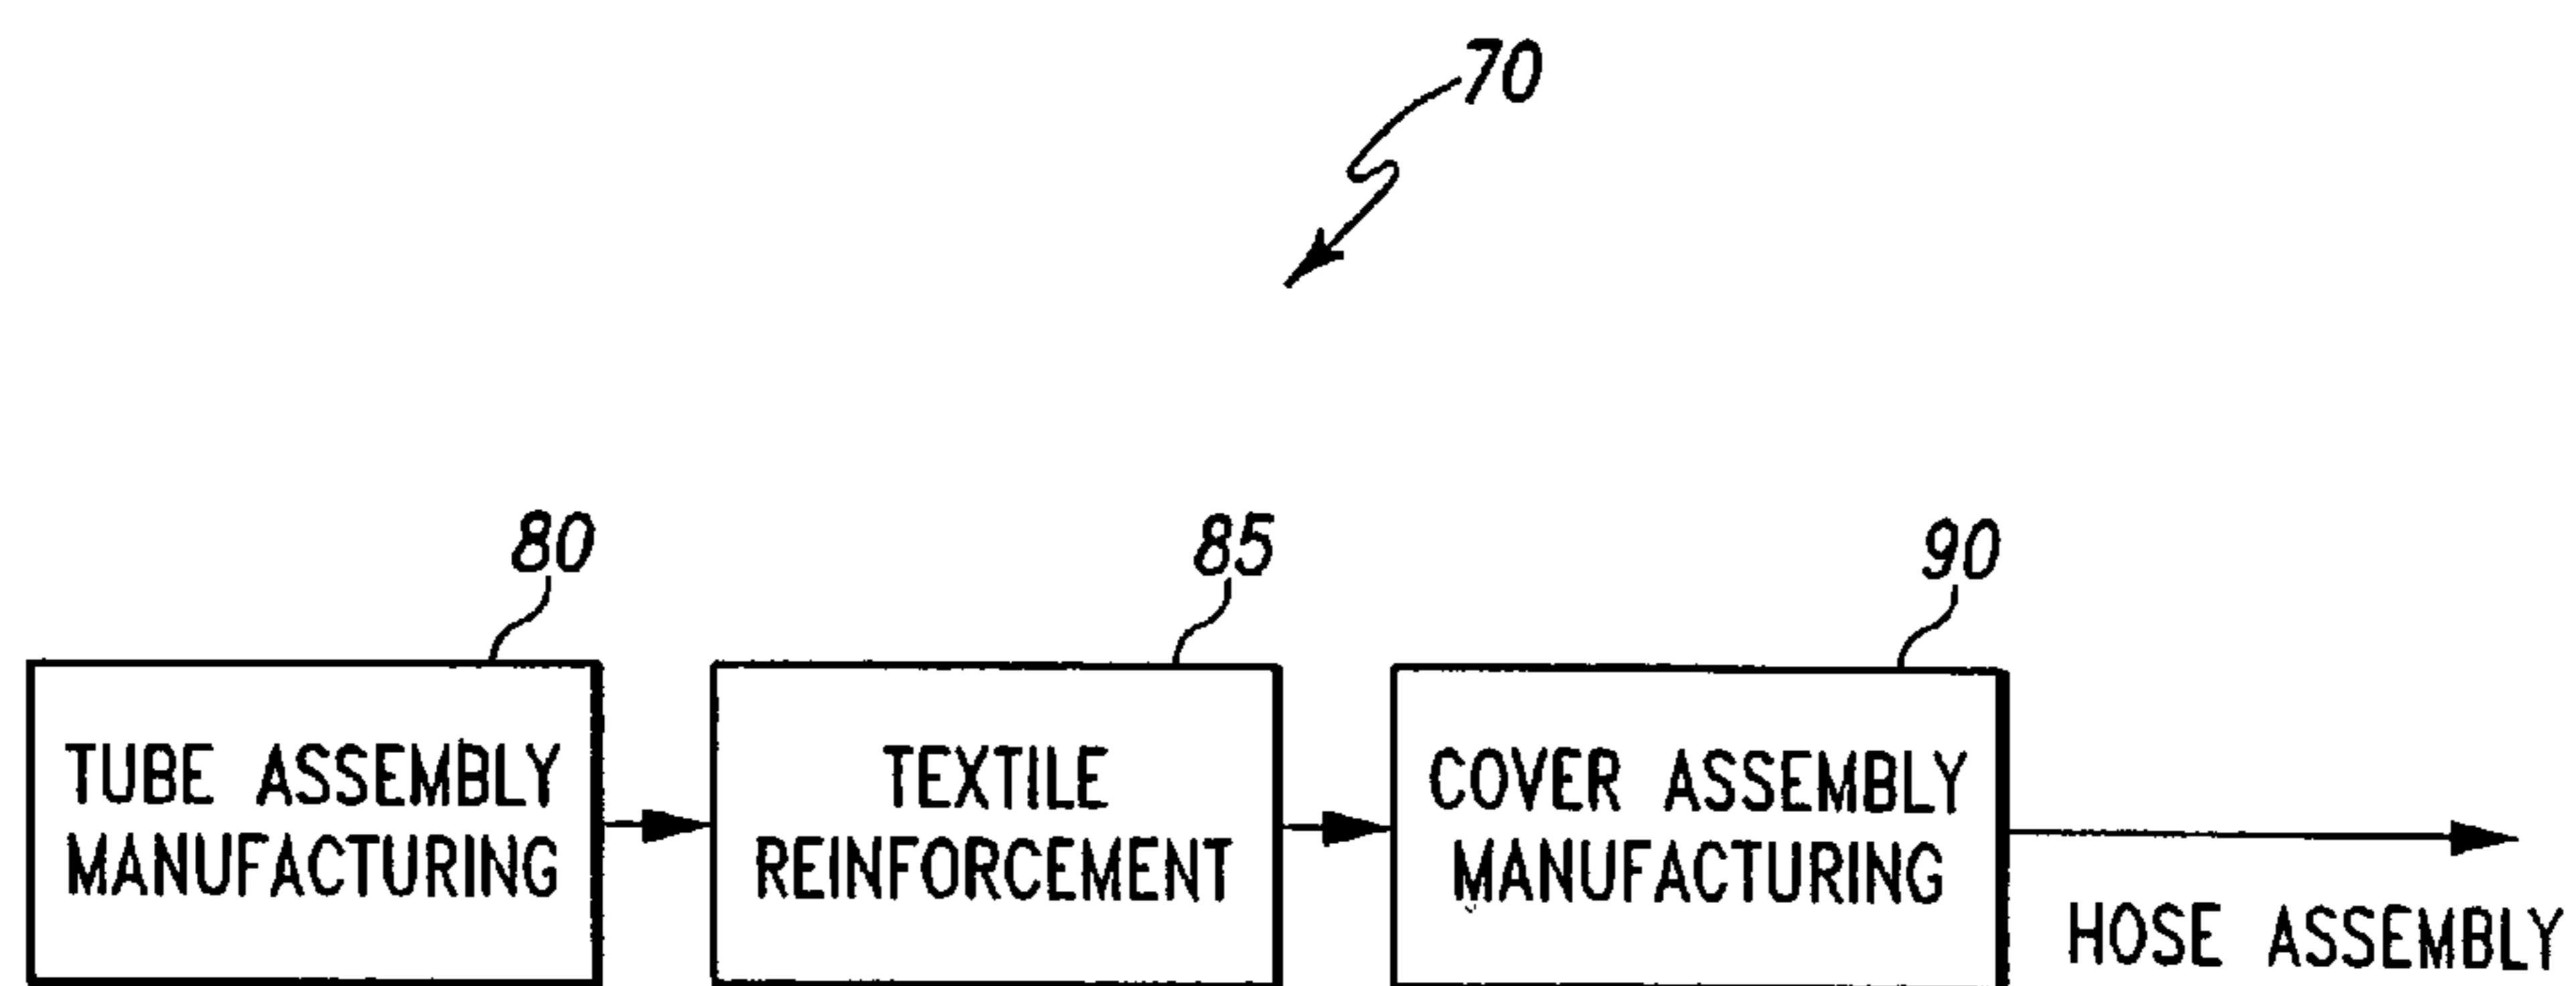 70
80
85
90
TUBE ASSEMBLY
MANUFACTURING
TEXTILE
REINFORCEMENT
COVER ASSEMBLY
MANUFACTURING
HOSE ASSEMBLY